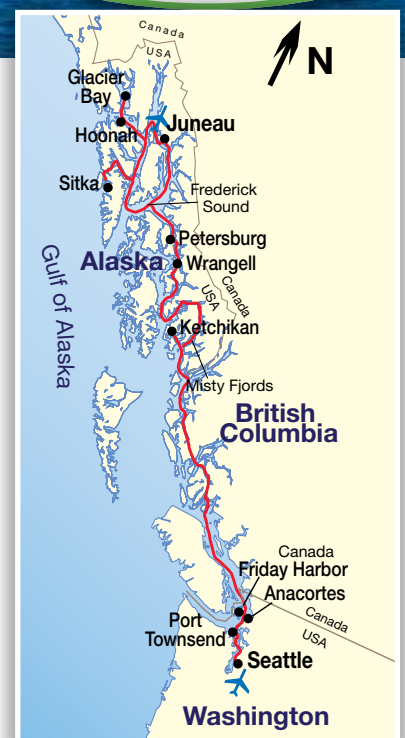 Canada
USA
N
Glacier
Bay
Hoonah
Juneau
Sitka
Frederick
Sound
Petersburg
Alaska
Wrangell
Gulf of Alaska
Canada
USA
Ketchikan
Misty Fjords
British
Columbia
Canada
Friday Harbor
Anacortes
Canada
USA
Port
Townsend
Seattle
Washington